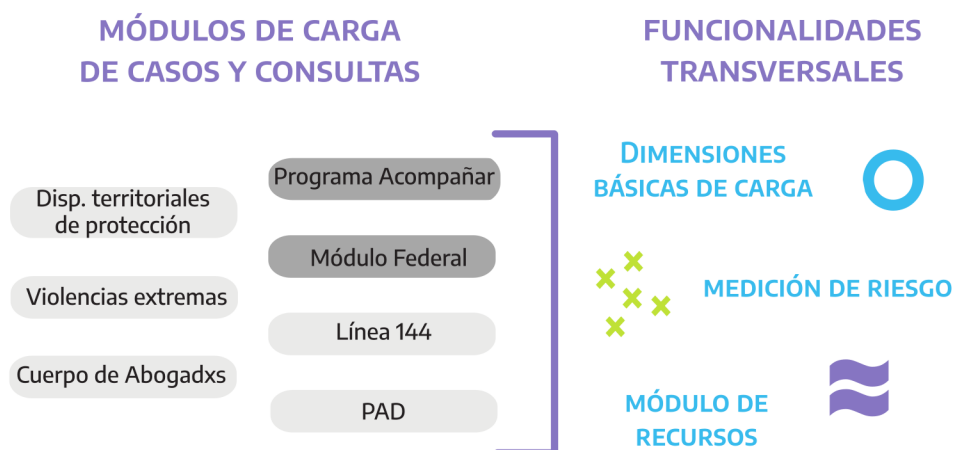 MÓDULOS DE CARGA
DE CASOS Y CONSULTAS
Disp. territoriales
de protección
Violencias extremas
Cuerpo de Abogadxs
Programa Acompañar
Módulo Federal
Línea 144
PAD
FUNCIONALIDADES
TRANSVERSALES
DIMENSIONES
BÁSICAS DE CARGA
MEDICIÓN DE RIESGO
MÓDULO DE
RECURSOS